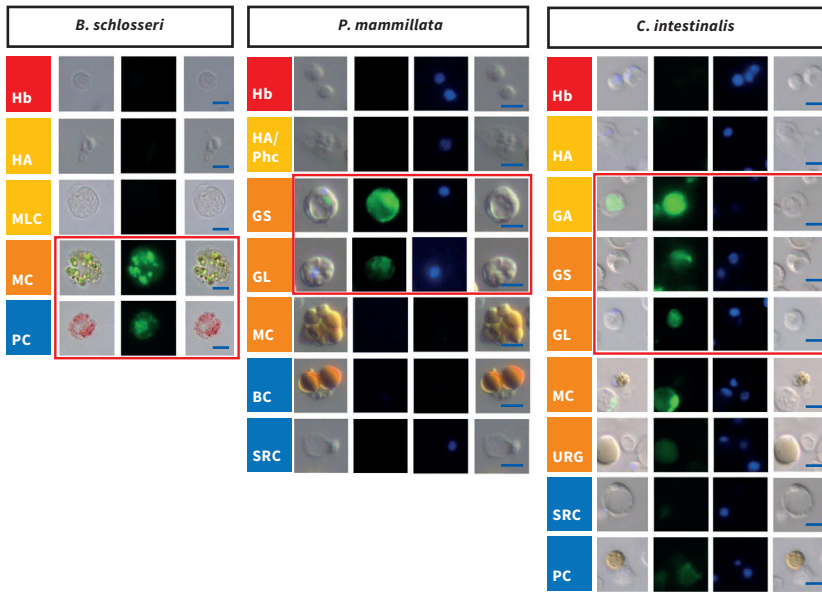 B. schlosseri
Hb
HA
MLC
MC
PC
P. mammillata
Hb
HA/
Phc
GS
GL
MC
BC
SRC
C. intestinalis
Hb
HA
GA
GS
GL
MC
URG
SRC
PC